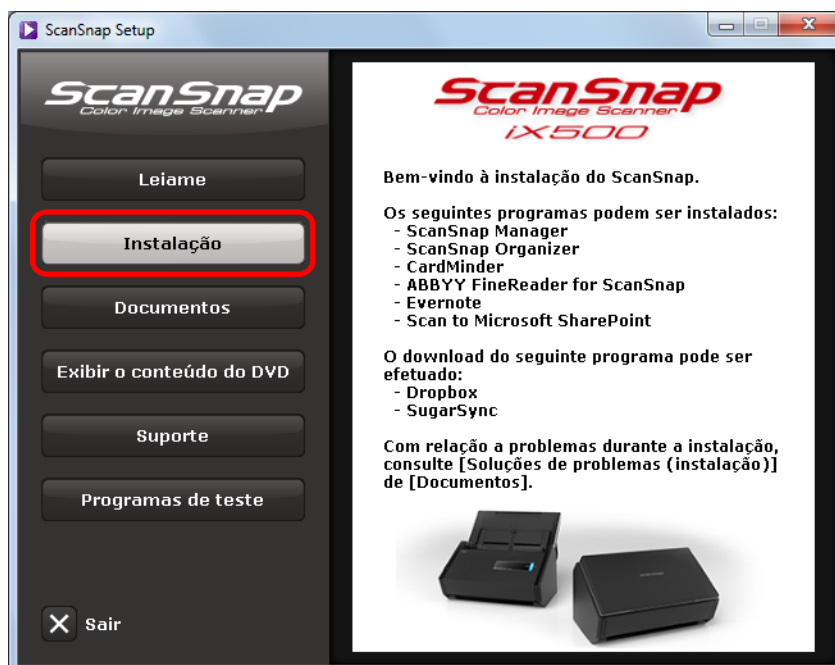 ScanSnap Setup
ScanSnap
Color Image Scanner
Leiame
Instalação
Documentos
Exibir o conteúdo do DVD
Suporte
Programas de teste
Sair
ScanSnap
Color Image Scanner
iX500
Bem-vindo à instalação do ScanSnap.
Os seguintes programas podem ser instalados:
- ScanSnap Manager
- ScanSnap Organizer
- CardMinder
- ABBYY FineReader for ScanSnap
- Evernote
- Scan to Microsoft SharePoint
O download do seguinte programa pode ser
efetuado:
- Dropbox
- SugarSync
Com relação a problemas durante a instalação,
consulte [Soluções de problemas (instalação)]
de [Documentos].